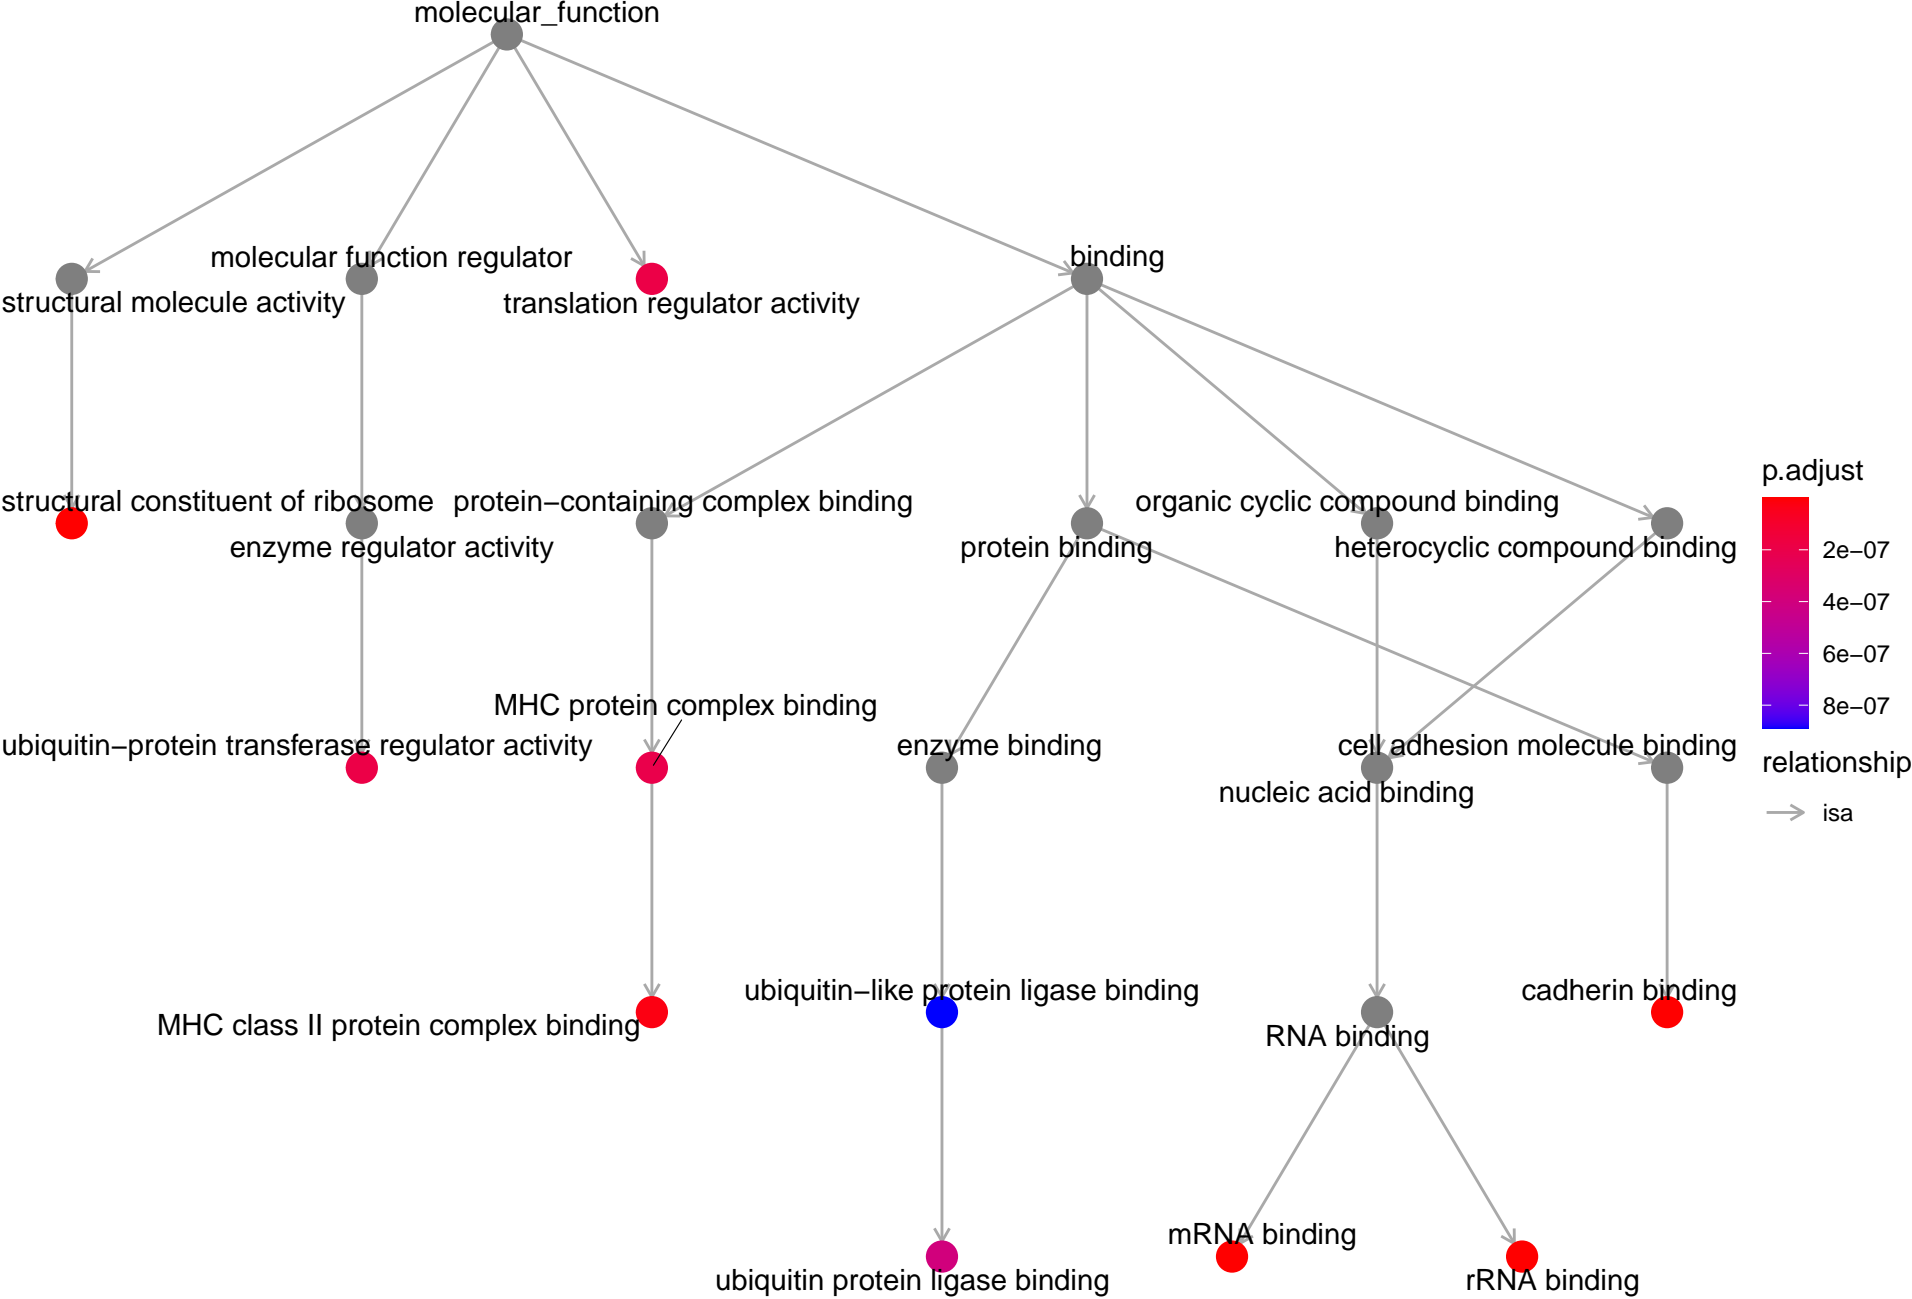 molecular_function
molecular function regulator
binding
structural molecule activity
translation regulator activity
structural constituent of ribosome
protein−containing complex binding
organic cyclic compound binding
enzyme regulator activity
protein binding
heterocyclic compound binding
MHC protein complex binding
ubiquitin−protein transferase regulator activity
enzyme binding
cell adhesion molecule binding
nucleic acid binding
ubiquitin−like protein ligase binding
cadherin binding
MHC class II protein complex binding
RNA binding
mRNA binding
ubiquitin protein ligase binding
rRNA binding
p.adjust
2e−07
4e−07
6e−07
8e−07
relationship
isa